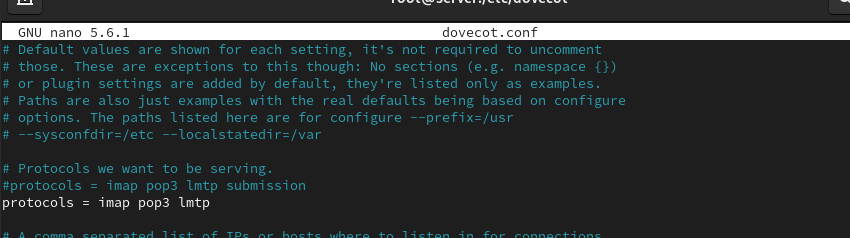 root@server:/etc/dovecot
GNU nano 5.6.1 dovecot.conf
# Default values are shown for each setting, it's not required to uncomment
# those. These are exceptions to this though: No sections (e.g. namespace {})
# or plugin settings are added by default, they're listed only as examples.
# Paths are also just examples with the real defaults being based on configure
# options. The paths listed here are for configure --prefix=/usr
# --sysconfdir=/etc --localstatedir=/var
# Protocols we want to be serving.
#protocols = imap pop3 lmtp submission
protocols = imap pop3 lmtp
# A comma separated list of IPs or hosts where to listen in for connections.